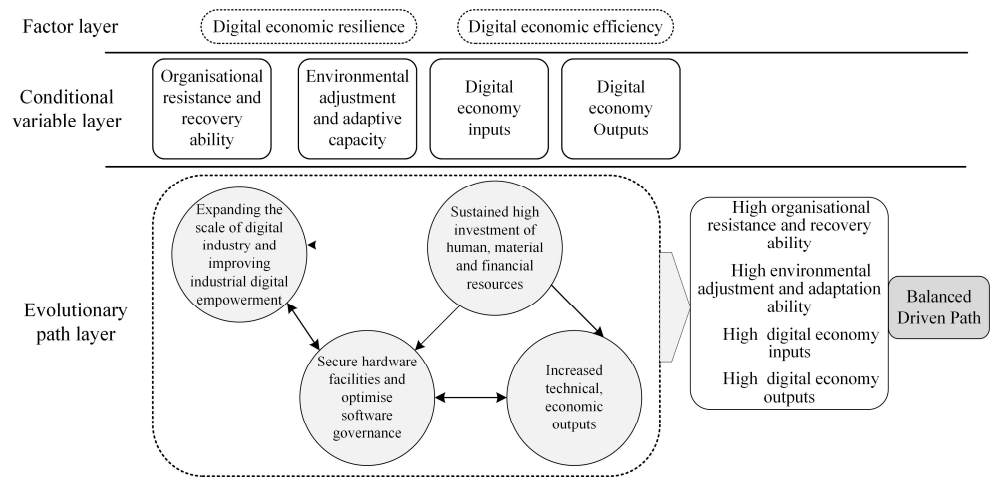 Factor layer
Digital economic resilience
Digital economic efficiency
Conditional
variable layer
Organisational
resistance and
recovery
ability
Environmental
adjustment
and adaptive
capacity
Digital
economy
inputs
Digital
economy
Outputs
Evolutionary
path layer
Expanding the
scale of digital
industry and
improving
industrial digital
empowerment
Sustained high
investment of
human, material
and financial
resources
Secure hardware
facilities and
optimise
software
governance
Increased
technical,
economic
outputs
High organisational
resistance and recovery
ability
High environmental
adjustment and adaptation
ability
High digital economy
inputs
High digital economy
outputs
Balanced
Driven Path